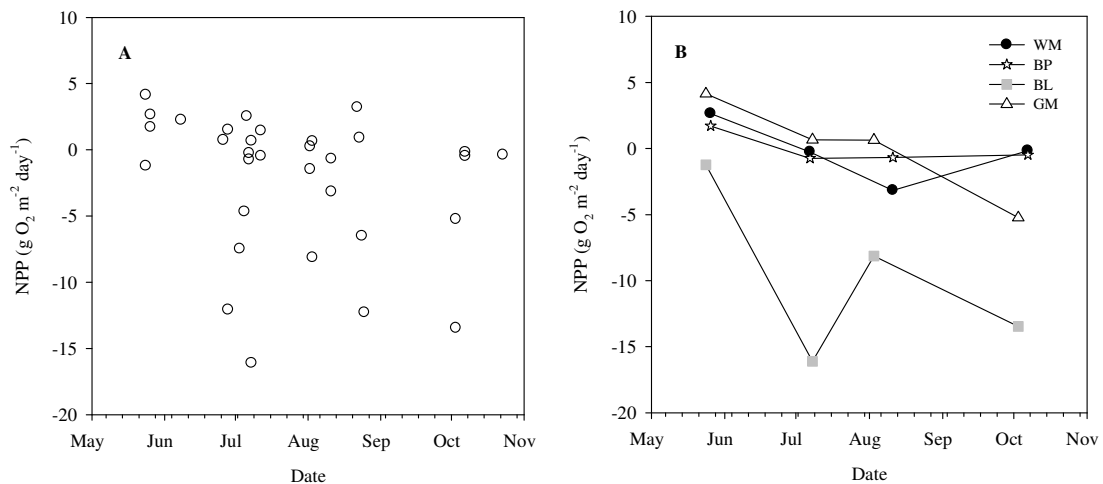 A
10
5
0
-5
-10
-15
-20
NPP (g O₂ m⁻² day⁻¹)
May Jun Jul Aug Sep Oct Nov
Date
B
WM
BP
BL
GM
10
5
0
-5
-10
-15
-20
NPP (g O₂ m⁻² day⁻¹)
May Jun Jul Aug Sep Oct Nov
Date